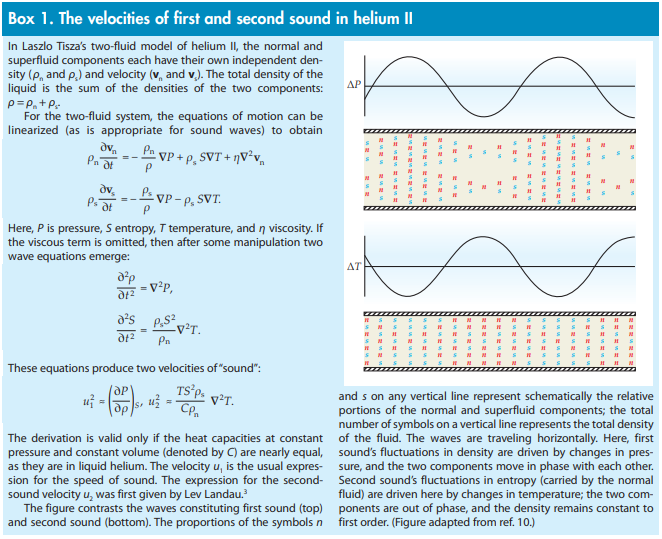 Box 1. The velocities of first and second sound in helium II
In Laszlo Tisza's two-fluid model of helium II, the normal and
superfluid components each have their own independent den-
sity (ρₙ and ρₛ) and velocity (vₙ and vₛ). The total density of the
liquid is the sum of the densities of the two components:
ρ = ρₙ + ρₛ.
For the two-fluid system, the equations of motion can be
linearized (as is appropriate for sound waves) to obtain
ρₙ ∂vₙ/∂t = − ρₙ/ρ ∇P + ρₛ S∇T + η∇²vₙ
ρₛ ∂vₛ/∂t = − ρₛ/ρ ∇P − ρₛ S∇T.
Here, P is pressure, S entropy, T temperature, and η viscosity. If
the viscous term is omitted, then after some manipulation two
wave equations emerge:
∂²ρ/∂t² = ∇²P,
∂²S/∂t² = ρₛS²/ρₙ ∇²T.
These equations produce two velocities of "sound":
u₁² = (∂P/∂ρ)S, u₂² = TS²ρₛ/Cρₙ ∇²T.
The derivation is valid only if the heat capacities at constant
pressure and constant volume (denoted by C) are nearly equal,
as they are in liquid helium. The velocity u₁ is the usual expres-
sion for the speed of sound. The expression for the second-
sound velocity u₂ was first given by Lev Landau.³
The figure contrasts the waves constituting first sound (top)
and second sound (bottom). The proportions of the symbols n
ΔP
ΔT
and s on any vertical line represent schematically the relative
portions of the normal and superfluid components; the total
number of symbols on a vertical line represents the total density
of the fluid. The waves are traveling horizontally. Here, first
sound's fluctuations in density are driven by changes in pres-
sure, and the two components move in phase with each other.
Second sound's fluctuations in entropy (carried by the normal
fluid) are driven here by changes in temperature; the two com-
ponents are out of phase, and the density remains constant to
first order. (Figure adapted from ref. 10.)